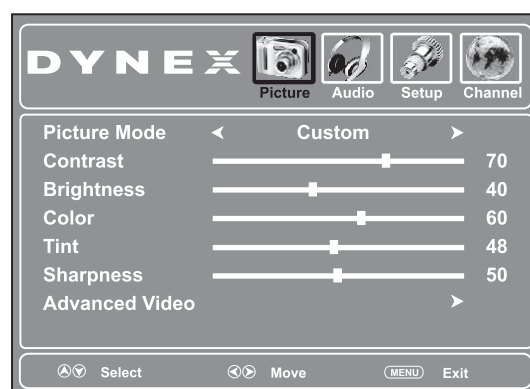 DYNEX
Picture Audio Setup Channel
Picture Mode Custom
Contrast 70
Brightness 40
Color 60
Tint 48
Sharpness 50
Advanced Video
Select Move MENU Exit